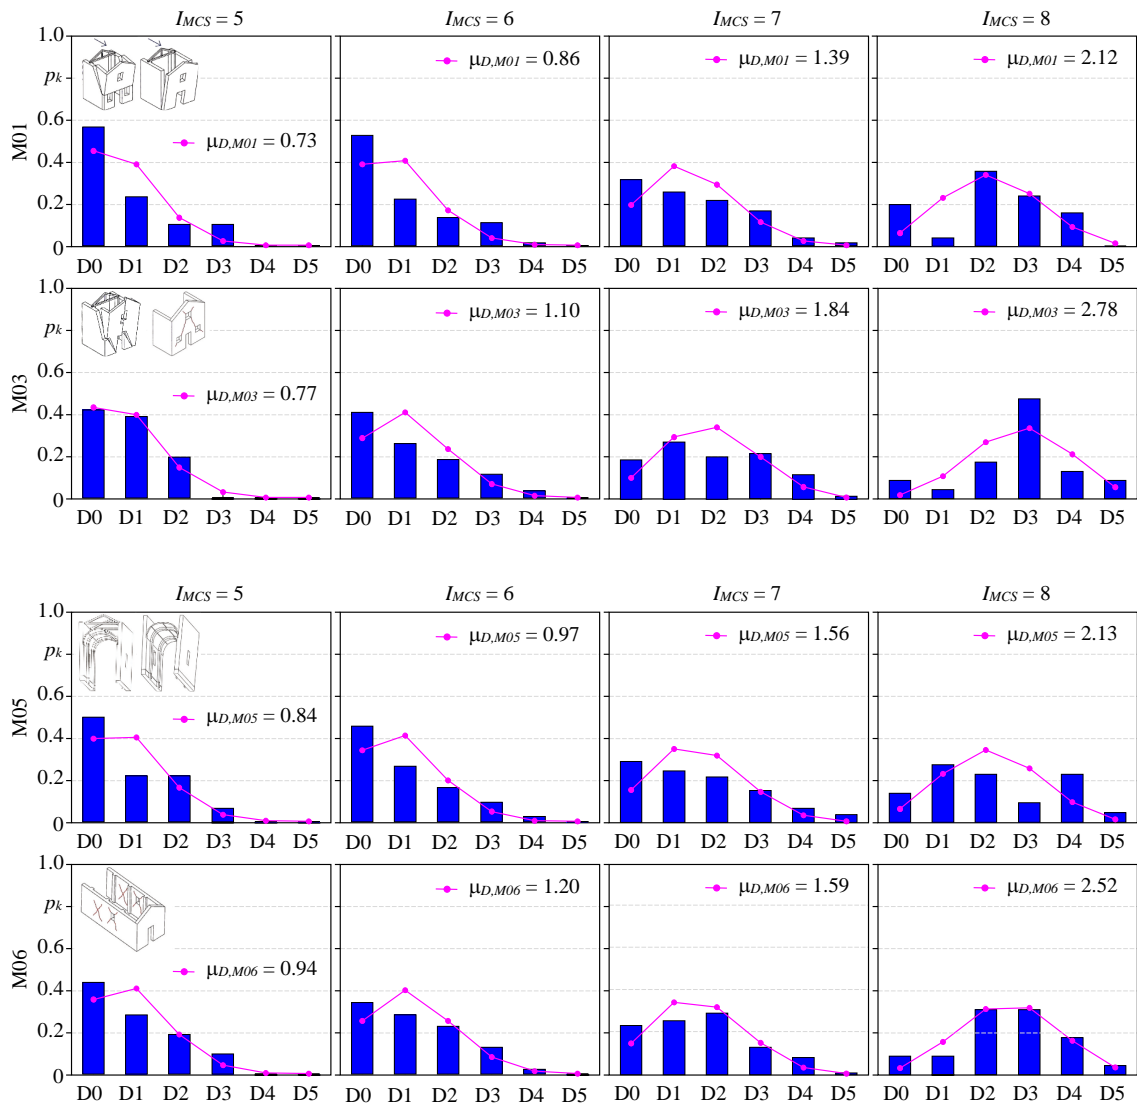 I_MCS = 5 I_MCS = 6 I_MCS = 7 I_MCS = 8
1.0 μ_D,M01 = 0.86 μ_D,M01 = 1.39 μ_D,M01 = 2.12
p_k
0.6
M01 μ_D,M01 = 0.73
0.4
0.2
0
D0 D1 D2 D3 D4 D5 D0 D1 D2 D3 D4 D5 D0 D1 D2 D3 D4 D5 D0 D1 D2 D3 D4 D5
1.0 μ_D,M03 = 1.10 μ_D,M03 = 1.84 μ_D,M03 = 2.78
p_k
0.6
M03 μ_D,M03 = 0.77
0.4
0.2
0
D0 D1 D2 D3 D4 D5 D0 D1 D2 D3 D4 D5 D0 D1 D2 D3 D4 D5 D0 D1 D2 D3 D4 D5
I_MCS = 5 I_MCS = 6 I_MCS = 7 I_MCS = 8
1.0 μ_D,M05 = 0.97 μ_D,M05 = 1.56 μ_D,M05 = 2.13
p_k
0.6
M05 μ_D,M05 = 0.84
0.4
0.2
0
D0 D1 D2 D3 D4 D5 D0 D1 D2 D3 D4 D5 D0 D1 D2 D3 D4 D5 D0 D1 D2 D3 D4 D5
1.0 μ_D,M06 = 1.20 μ_D,M06 = 1.59 μ_D,M06 = 2.52
p_k
0.6
M06 μ_D,M06 = 0.94
0.4
0.2
0
D0 D1 D2 D3 D4 D5 D0 D1 D2 D3 D4 D5 D0 D1 D2 D3 D4 D5 D0 D1 D2 D3 D4 D5